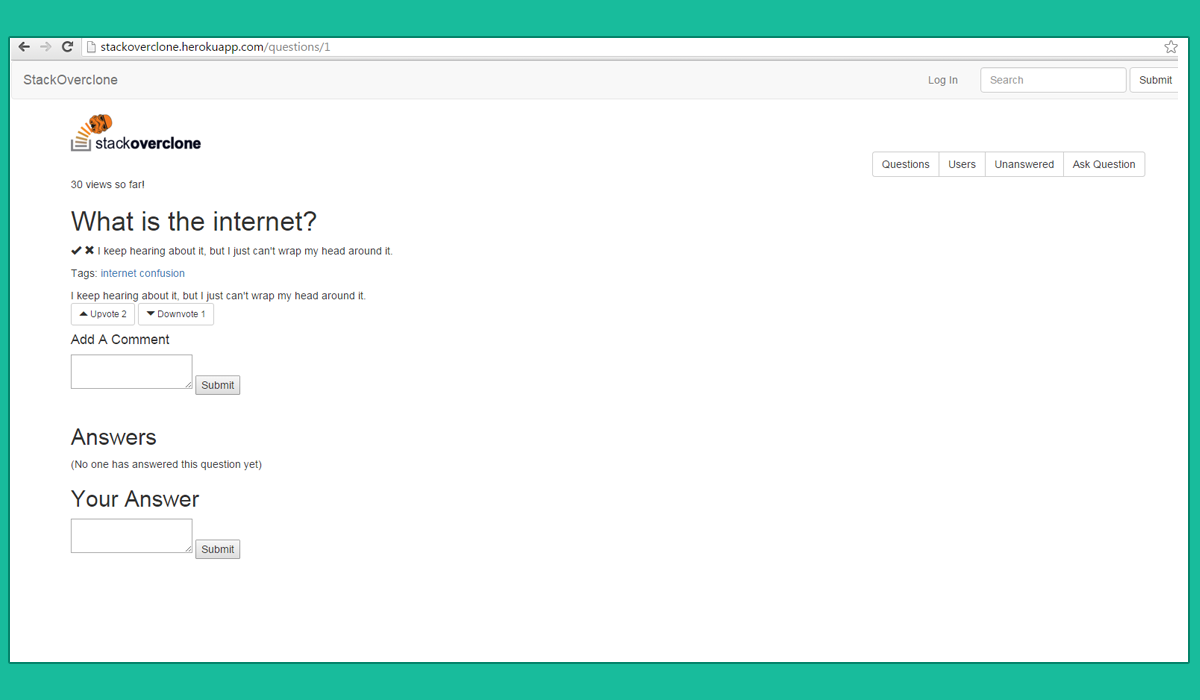 stackoverclone.herokuapp.com/questions/1
StackOverclone Log In Search Submit
stackoverclone
Questions Users Unanswered Ask Question
30 views so far!
What is the internet?
I keep hearing about it, but I just can't wrap my head around it.
Tags: internet confusion
I keep hearing about it, but I just can't wrap my head around it.
Upvote 2 Downvote 1
Add A Comment
Submit
Answers
(No one has answered this question yet)
Your Answer
Submit